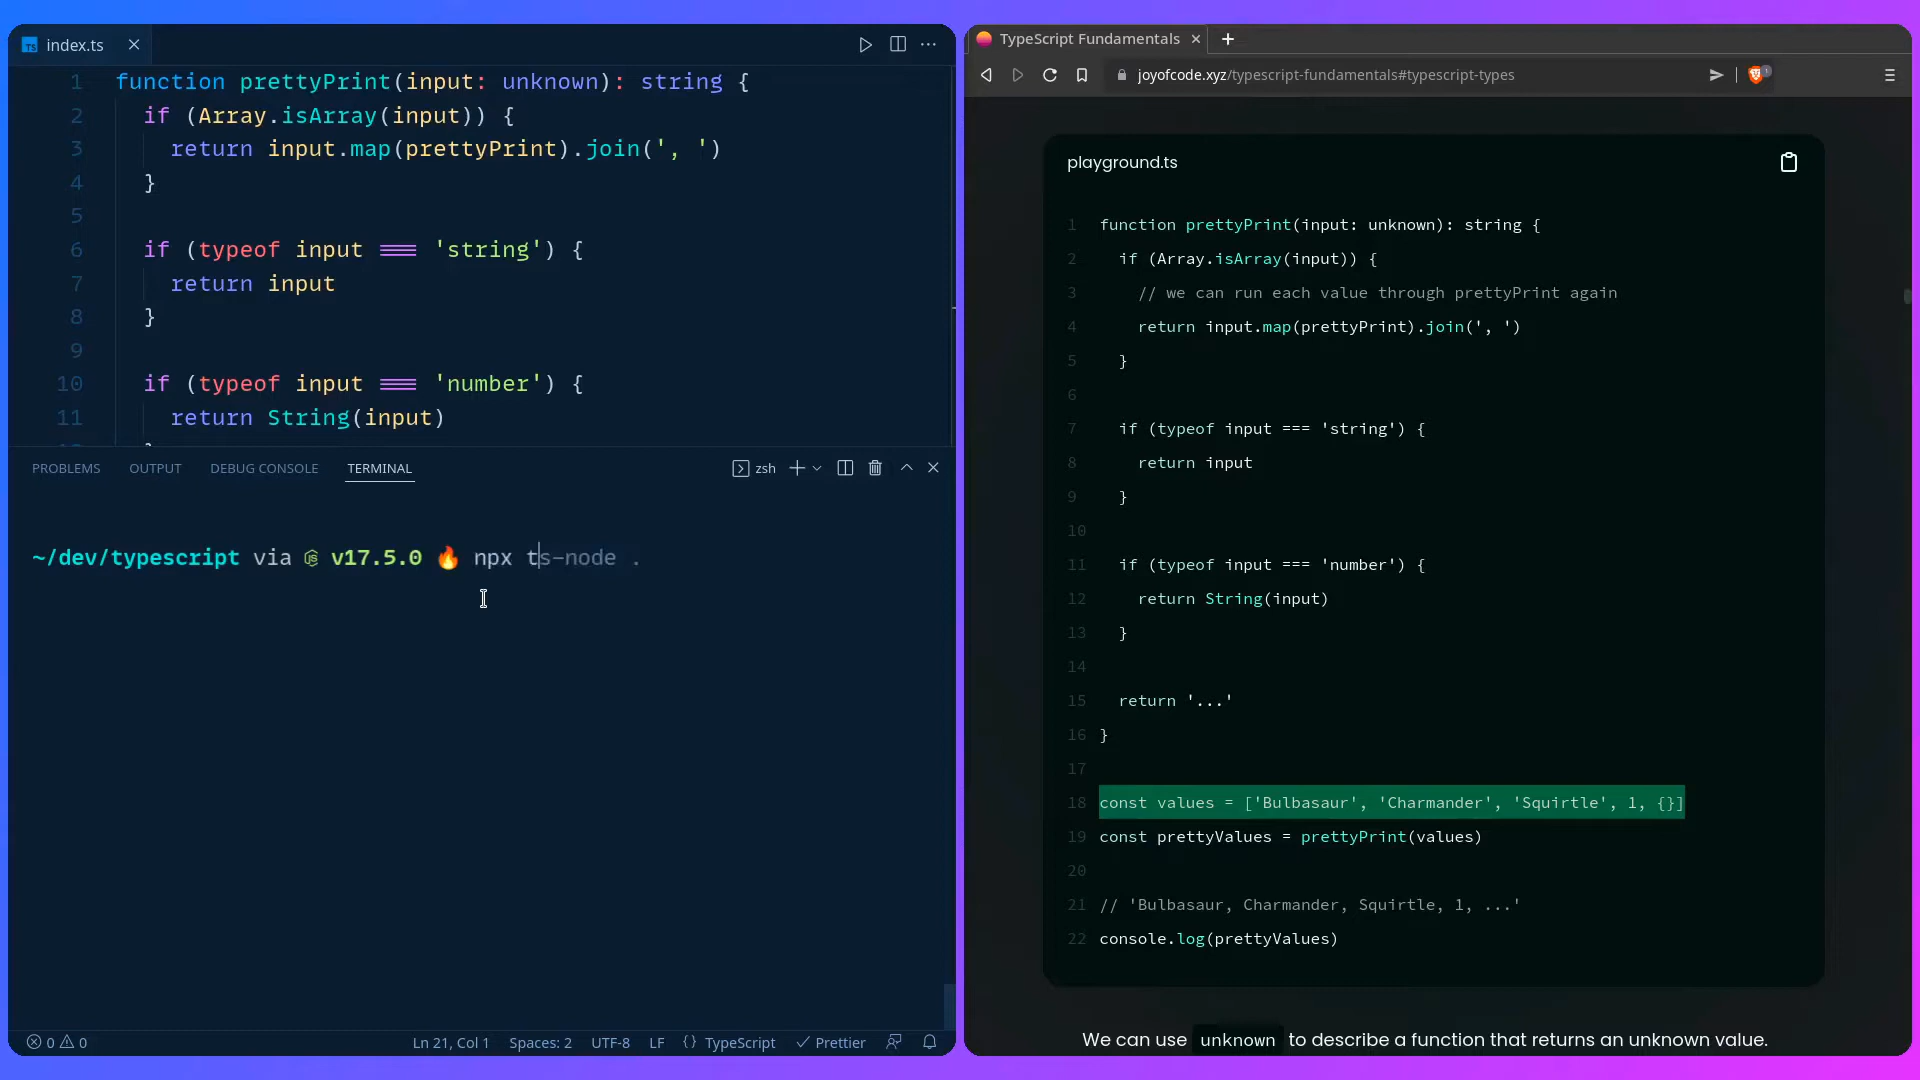 index.ts
1 function prettyPrint(input: unknown): string {
2 if (Array.isArray(input)) {
3 return input.map(prettyPrint).join(', ')
4 }
5
6 if (typeof input === 'string') {
7 return input
8 }
9
10 if (typeof input === 'number') {
11 return String(input)
PROBLEMS OUTPUT DEBUG CONSOLE TERMINAL zsh
~/dev/typescript via v17.5.0 🔥 npx ts-node .
0 0 Ln 21, Col 1 Spaces: 2 UTF-8 LF {} TypeScript Prettier
TypeScript Fundamentals
joyofcode.xyz/typescript-fundamentals#typescript-types 1
playground.ts
1 function prettyPrint(input: unknown): string {
2 if (Array.isArray(input)) {
3 // we can run each value through prettyPrint again
4 return input.map(prettyPrint).join(', ')
5 }
6
7 if (typeof input === 'string') {
8 return input
9 }
10
11 if (typeof input === 'number') {
12 return String(input)
13 }
14
15 return '...'
16 }
17
18 const values = ['Bulbasaur', 'Charmander', 'Squirtle', 1, {}]
19 const prettyValues = prettyPrint(values)
20
21 // 'Bulbasaur, Charmander, Squirtle, 1, ...'
22 console.log(prettyValues)
We can use unknown to describe a function that returns an unknown value.